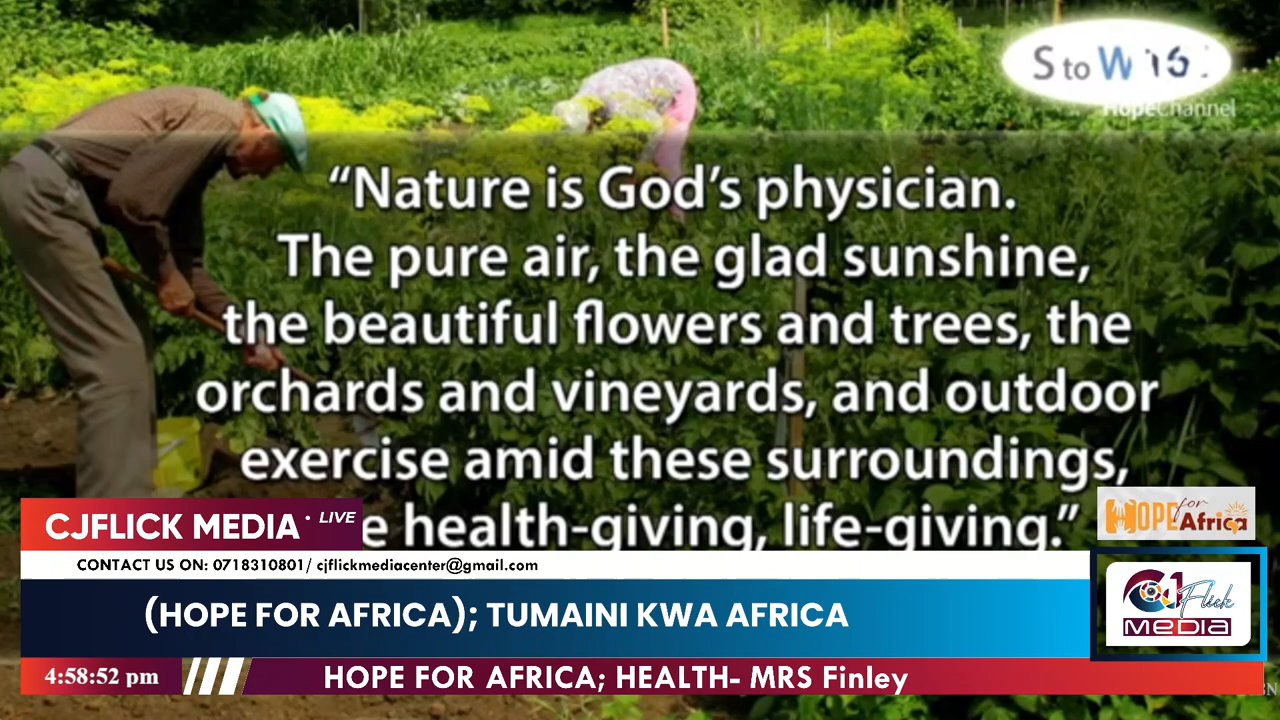 S to W
HopeChannel
“Nature is God’s physician.
The pure air, the glad sunshine,
the beautiful flowers and trees, the
orchards and vineyards, and outdoor
exercise amid these surroundings,
e health-giving, life-giving.”
CJFLICK MEDIA · LIVE
HOPE for Africa
CONTACT US ON: 0718310801/ cjflickmediacenter@gmail.com
(HOPE FOR AFRICA); TUMAINI KWA AFRICA
Flick
MEDIA
4:58:52 pm
HOPE FOR AFRICA; HEALTH- MRS Finley